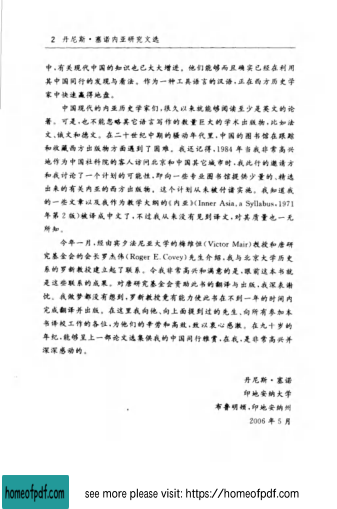 2 丹尼斯·塞诺内亚研究文选
中,有关现代中国的知识也已大大增进。他们能够而且确实已经在利用
其中国同行的发现与看法。作为一种工具语言的汉语,正在西方历史学
家中快速赢得地盘。
中国现代的内亚历史学家们,很久以来就能够阅读至少是英文的论
著。可是,也不能忽略其它语言写作的数量巨大的学术出版物,比如法
文、俄文和德文。在二十世纪中期的骚动年代里,中国的图书馆在跟踪
和收藏西方出版物方面遇到了困难。我还记得,1984年当我非常高兴
地作为中国社科院的客人访问北京和中国其它城市时,我此行的邀请方
和我讨论了一个计划的可能性,即向一些专业图书馆提供少量的、精选
出来的有关内亚的西方出版物。这个计划从未被付诸实施。我知道我
的一些文章以及我作为教学大纲的《内亚》(Inner Asia, a Syllabus, 1971
年第2版)被译成中文了,不过我从来没有见到译文,对其质量也一无
所知。
今年一月,经由宾夕法尼亚大学的梅维恒(Victor Mair)教授和唐研
究基金会的会长罗杰伟(Roger E. Covey)先生介绍,我与北京大学历史
系的罗新教授建立起了联系。令我非常高兴和满意的是,眼前这本书就
是这些联系的成果。对唐研究基金会资助此书的翻译与出版,我深表谢
忱。我做梦都没有想到,罗新教授竟有能力使此书在不到一年的时间内
完成翻译并出版。在这里我向他、向上面提到过的先生、向所有参加本
书译校工作的各位,为他们的辛劳和高效,致以衷心感激。在九十岁的
年纪,能够呈上一部论文选集供我的中国同行雅赏,在我,是非常高兴并
深深感动的。
丹尼斯·塞诺
印地安纳大学
布鲁明顿,印地安纳州
2006年5月
homeofpdf.com
see more please visit: https://homeofpdf.com